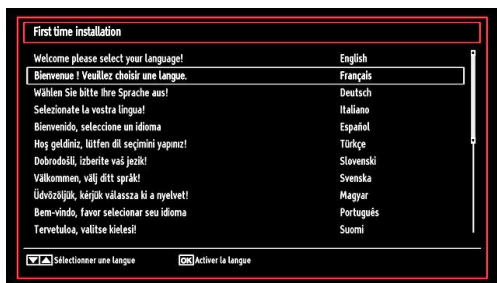 First time installation
Welcome please select your language! English
Bienvenue ! Veuillez choisir une langue. Français
Wählen Sie bitte Ihre Sprache aus! Deutsch
Selezionate la vostra lingua! Italiano
Bienvenido, seleccione un idioma Español
Hoş geldiniz, lütfen dil seçimini yapınız! Türkçe
Dobrodošli, izberite vaš jezik! Slovenski
Välkommen, välj ditt språk! Svenska
Üdvözöljük, kérjük válassza ki a nyelvet! Magyar
Bem-vindo, favor selecionar seu idioma Português
Tervetuloa, valitse kielesi! Suomi
Sélectionner une langue OK Activer la langue